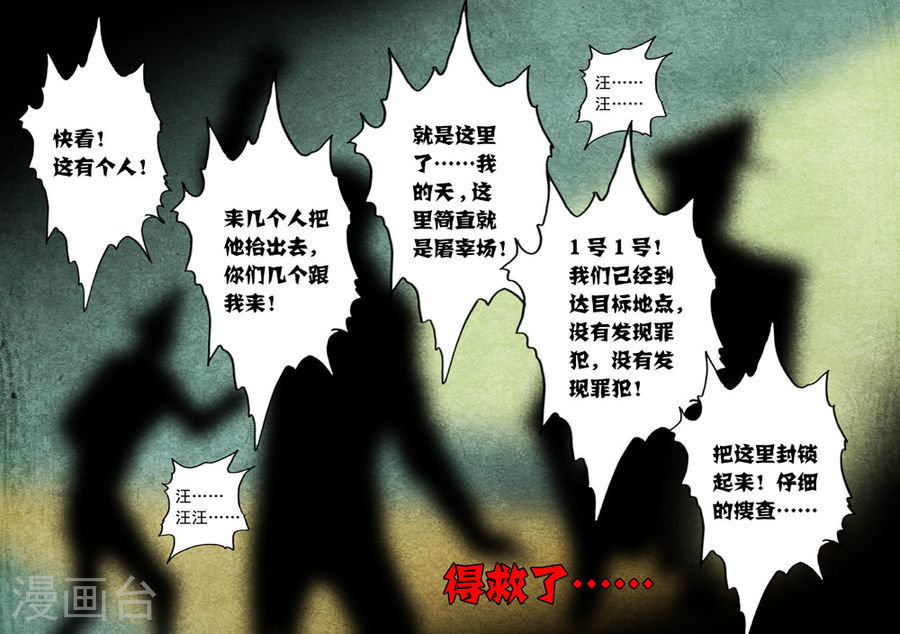 快看！
这有个人！
来几个人把
他抬出去，
你们几个跟
我来！
就是这里
了……我
的天，这
里简直就
是屠宰场！
汪……
汪……
1号1号！
我们已经到
达目标地点，
没有发现罪
犯，没有发
现罪犯！
把这里封锁
起来！仔细
的搜查……
汪……
汪汪……
得救了……
漫画台